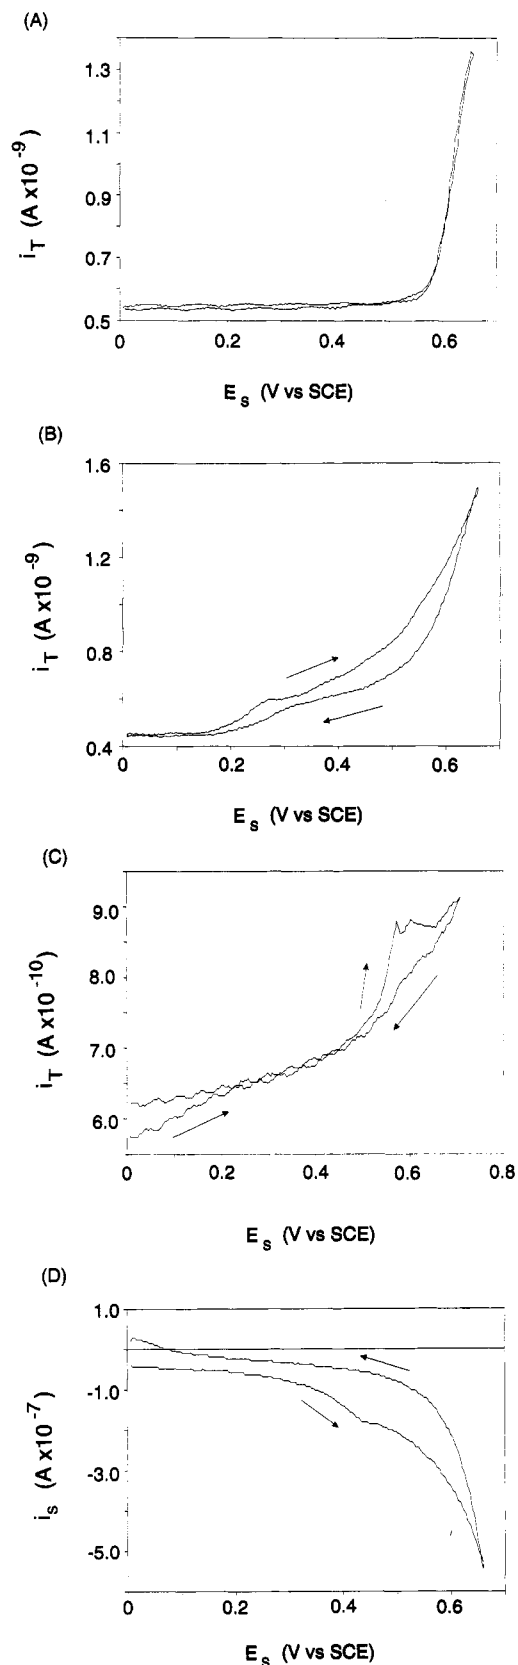 (A)
1.3
1.1
0.9
0.7
0.5
i_T (A x10^-9)
0 0.2 0.4 0.6
E_s (V vs SCE)
(B)
1.6
1.2
0.8
0.4
i_T (A x10^-9)
0 0.2 0.4 0.6
E_s (V vs SCE)
(C)
9.0
8.0
7.0
6.0
i_T (A x10^-10)
0 0.2 0.4 0.6 0.8
E_s (V vs SCE)
(D)
1.0
-1.0
-3.0
-5.0
i_s (A x10^-7)
0 0.2 0.4 0.6
E_s (V vs SCE)